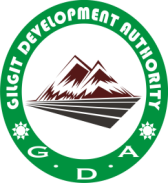 GILGIT DEVELOPMENT AUTHORITY
G · D · A